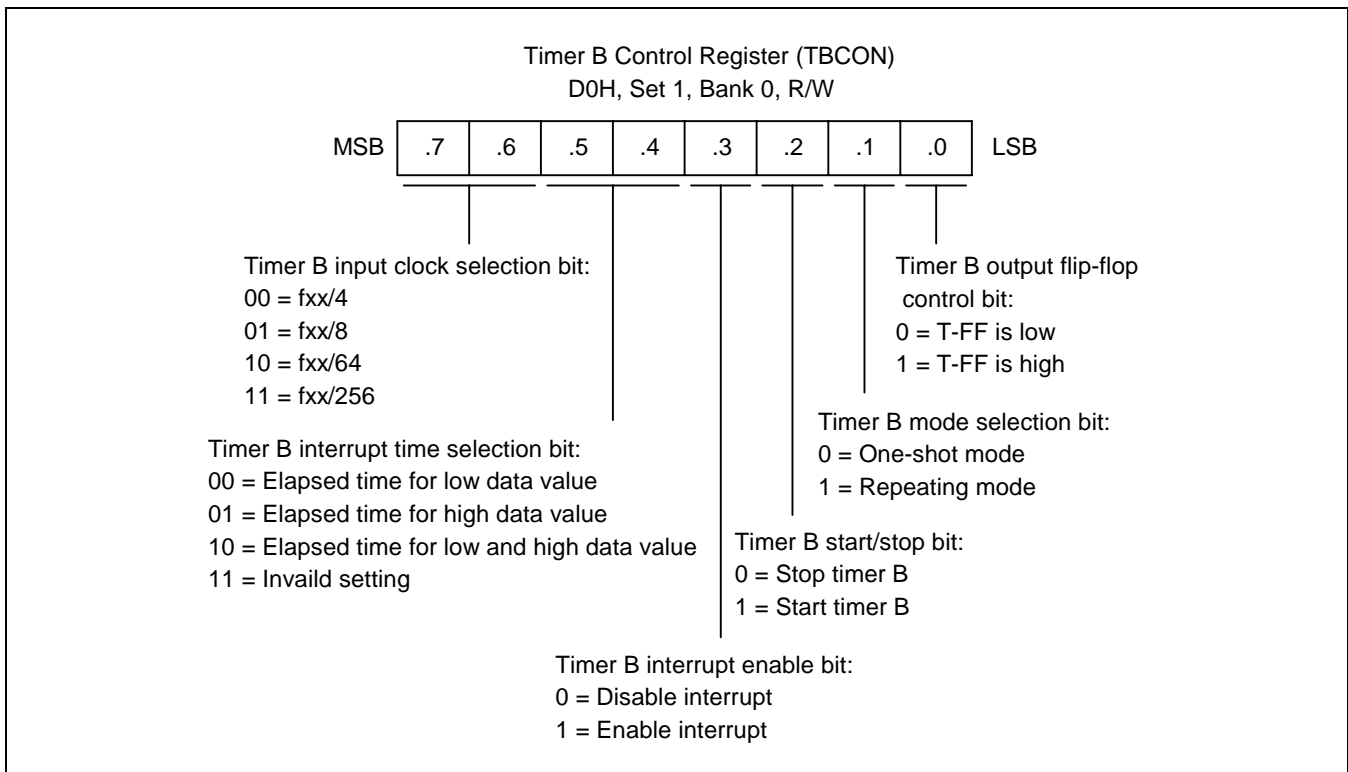 Timer B Control Register (TBCON)
D0H, Set 1, Bank 0, R/W
MSB .7 .6 .5 .4 .3 .2 .1 .0 LSB
Timer B input clock selection bit:
00 = fxx/4
01 = fxx/8
10 = fxx/64
11 = fxx/256
Timer B output flip-flop
control bit:
0 = T-FF is low
1 = T-FF is high
Timer B interrupt time selection bit:
00 = Elapsed time for low data value
01 = Elapsed time for high data value
10 = Elapsed time for low and high data value
11 = Invaild setting
Timer B mode selection bit:
0 = One-shot mode
1 = Repeating mode
Timer B start/stop bit:
0 = Stop timer B
1 = Start timer B
Timer B interrupt enable bit:
0 = Disable interrupt
1 = Enable interrupt